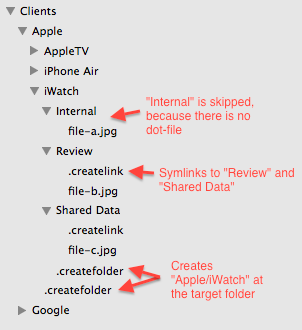 Clients
Apple
AppleTV
iPhone Air
iWatch
Internal
file-a.jpg
Review
.createlink
file-b.jpg
Shared Data
.createlink
file-c.jpg
.createfolder
.createfolder
Google
"Internal" is skipped,
because there is no
dot-file
Symlinks to "Review" and
"Shared Data"
Creates
"Apple/iWatch" at
the target folder